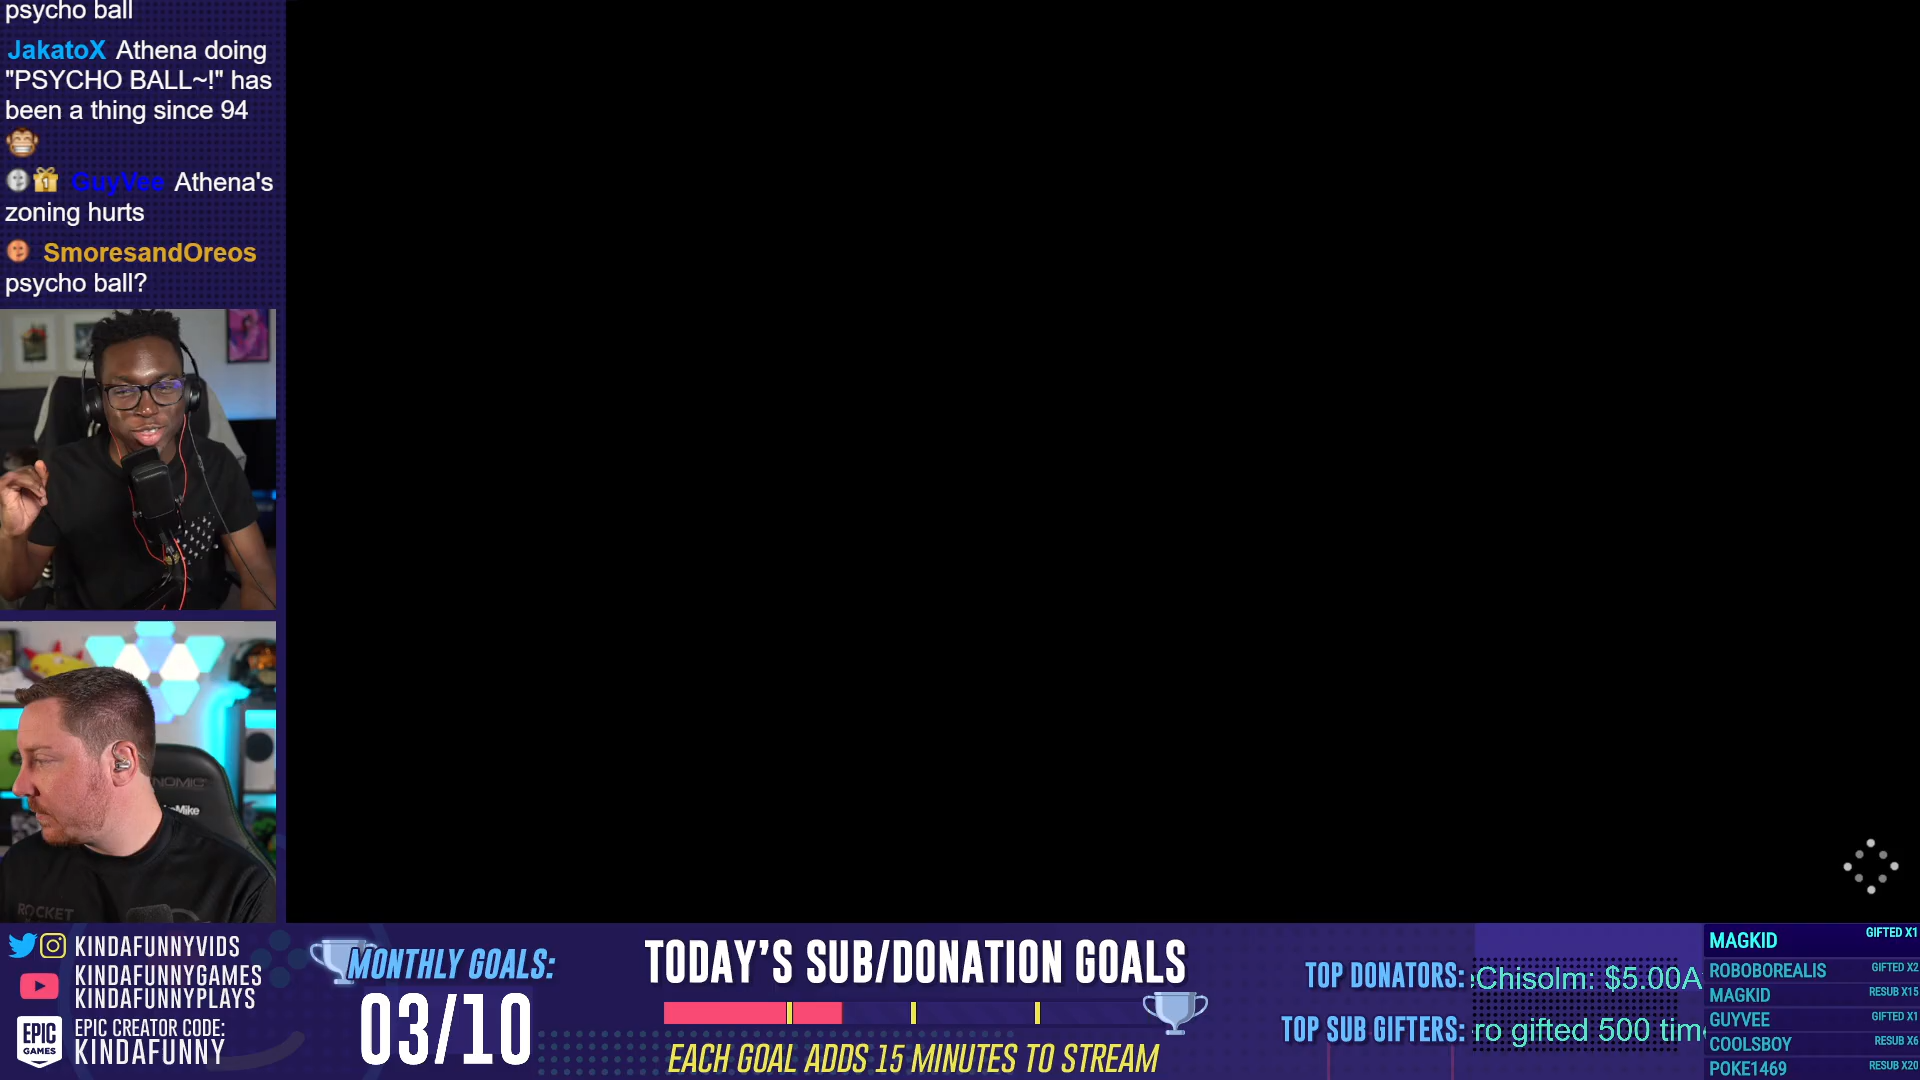 psycho ball
JakatoX Athena doing
"PSYCHO BALL~!" has
been a thing since 94
1 GuyVee Athena's
zoning hurts
SmoresandOreos
psycho ball?
NOMIC
Mike
ROCKET
KINDAFUNNYVIDS
KINDAFUNNYGAMES
KINDAFUNNYPLAYS
EPIC GAMES
EPIC CREATOR CODE:
KINDAFUNNY
MONTHLY GOALS:
03/10
TODAY'S SUB/DONATION GOALS
EACH GOAL ADDS 15 MINUTES TO STREAM
TOP DONATORS: Chisolm: $5.00A
TOP SUB GIFTERS: ro gifted 500 tim
MAGKID GIFTED X1
ROBOBOREALIS GIFTED X2
MAGKID RESUB X15
GUYVEE GIFTED X1
COOLSBOY RESUB X6
POKE1469 RESUB X20